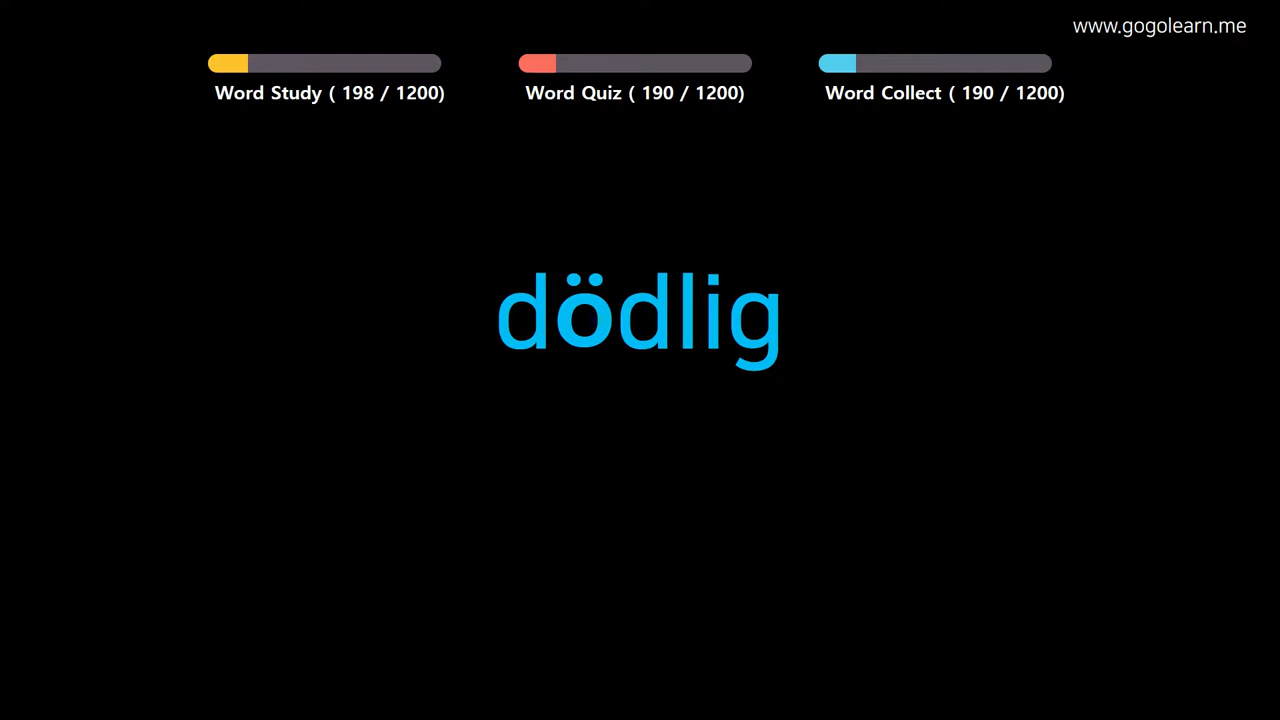 www.gogolearn.me
Word Study ( 198 / 1200)
Word Quiz ( 190 / 1200)
Word Collect ( 190 / 1200)
dödlig